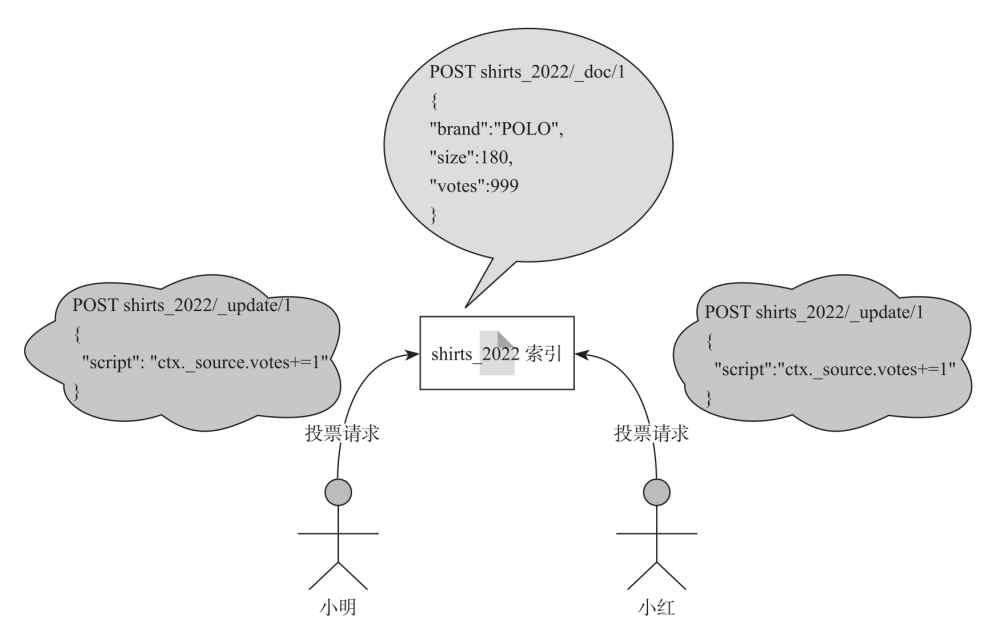 POST shirts_2022/_doc/1
{
"brand":"POLO",
"size":180,
"votes":999
}
POST shirts_2022/_update/1
{
"script": "ctx._source.votes+=1"
}
POST shirts_2022/_update/1
{
"script":"ctx._source.votes+=1"
}
shirts_2022 索引
投票请求
投票请求
小明
小红